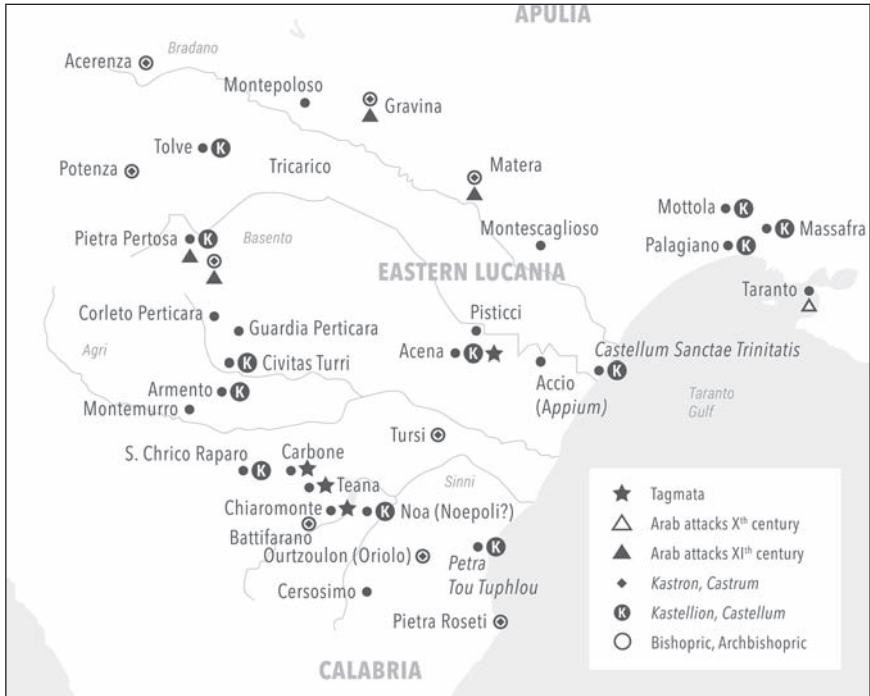 APULIA
Bradano
Acerenza
Montepoloso
Gravina
Tolve K
Tricarico
Potenza
Matera
Mottola K
K Massafra
Palagiano K
Pietra Pertosa K
Basento
Montescaglioso
EASTERN LUCANIA
Taranto
Corleto Perticara
Guardia Perticara
Pisticci
Agri
Acena K
Castellum Sanctae Trinitatis
K Civitas Turri
K
Accio
(Appium)
Armento K
Montemurro
Taranto
Gulf
Tursi
S. Chrico Raparo K
Carbone
Teana
Sinni
Chiaromonte
K Noa (Noepoli?)
Battifarano
Ourtzoulon (Oriolo)
K
Petra
Tou Tuphlou
Cersosimo
Pietra Roseti
CALABRIA
Tagmata
Arab attacks Xth century
Arab attacks XIth century
Kastron, Castrum
K Kastellion, Castellum
Bishopric, Archbishopric